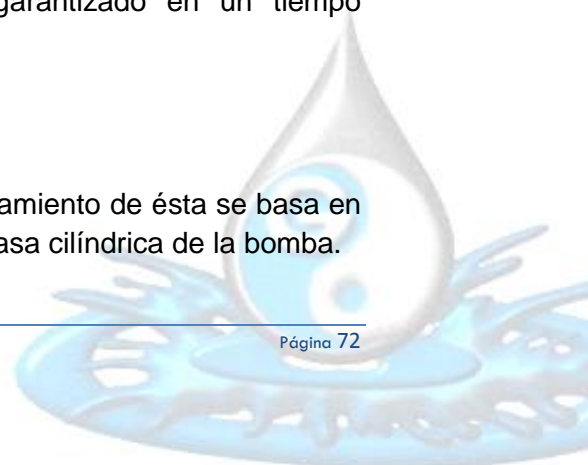 garantizado en un tiempo
amiento de ésta se basa en
asa cilíndrica de la bomba.
Página 72